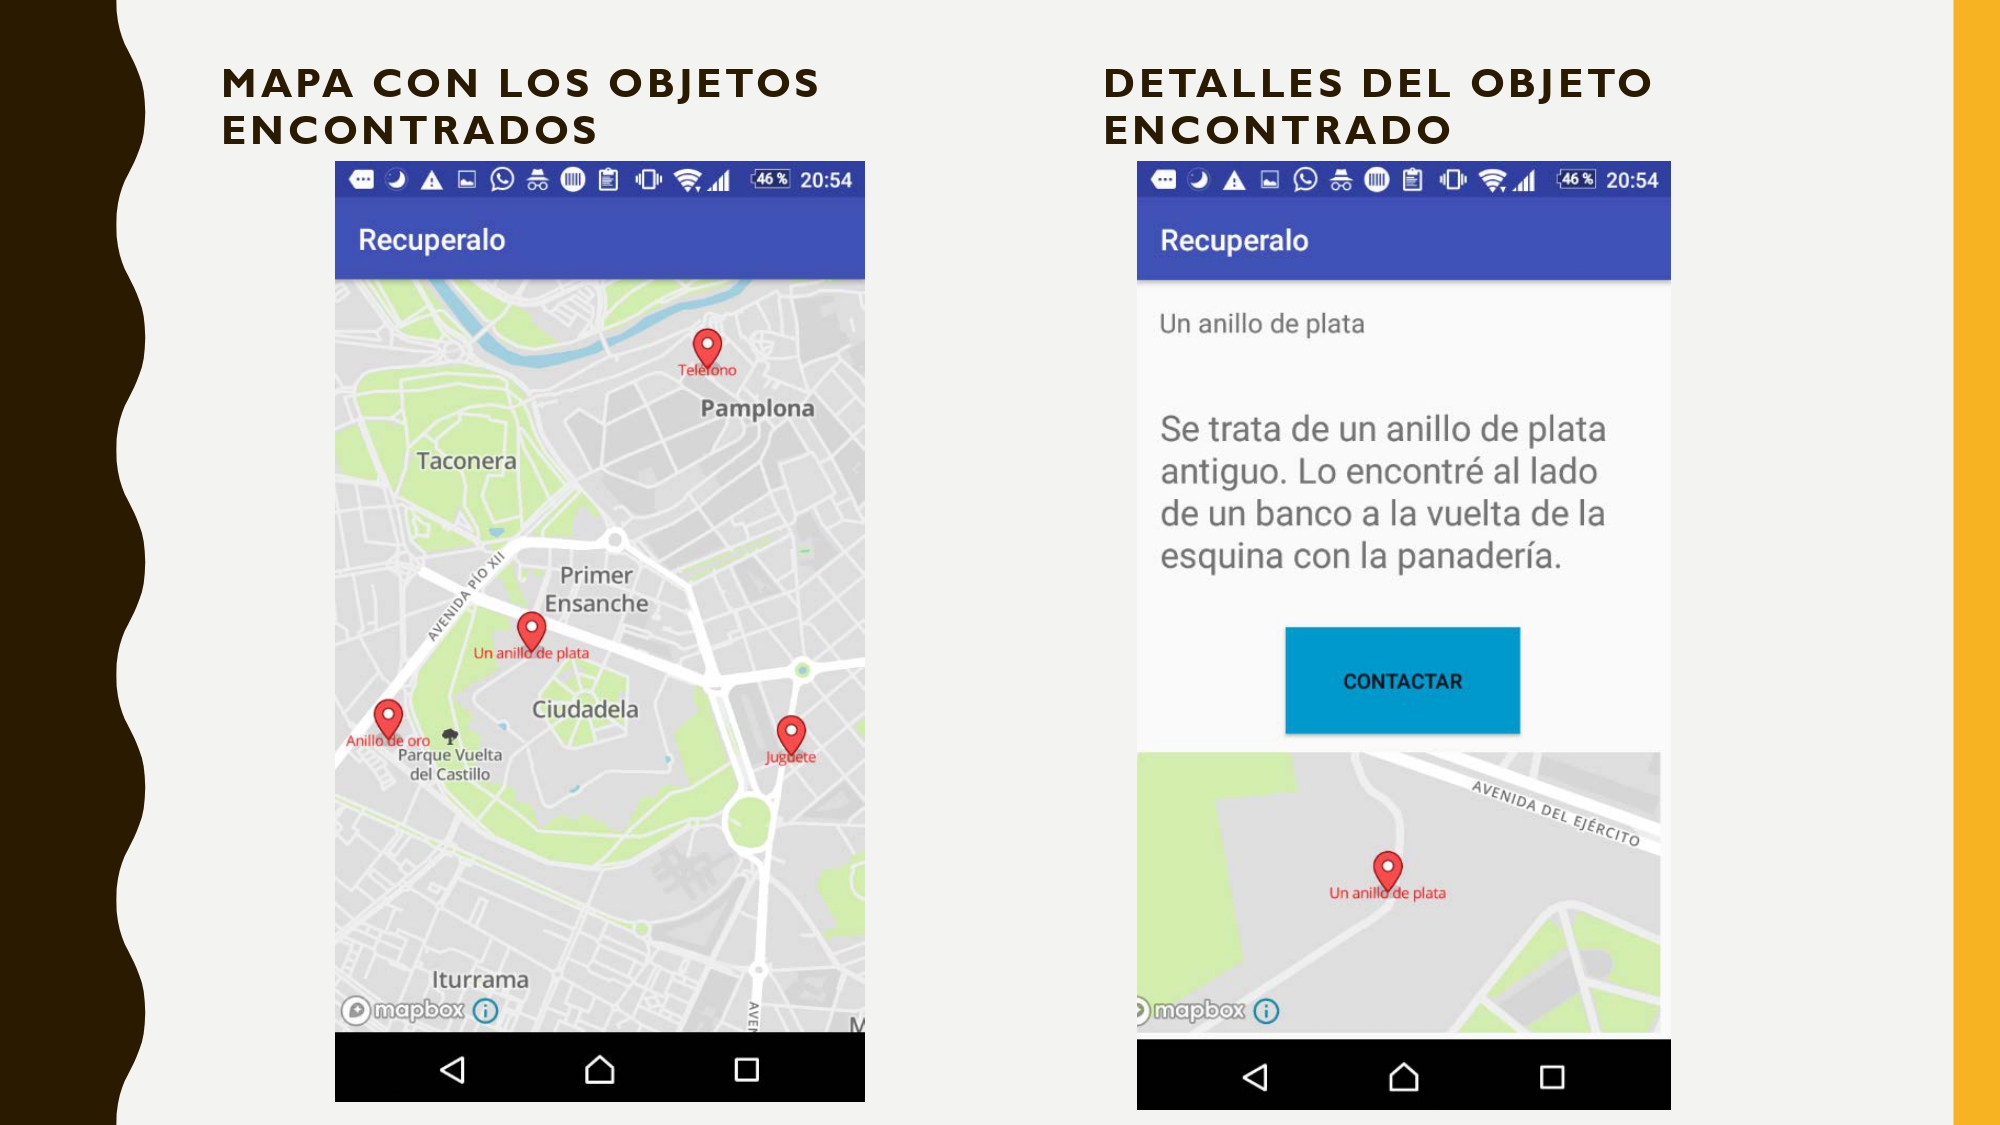 MAPA CON LOS OBJETOS
ENCONTRADOS
46 % 20:54
Recuperalo
Teléfono
Pamplona
Taconera
AVENIDA PÍO XII
Primer
Ensanche
Un anillo de plata
Ciudadela
Anillo de oro
Juguete
Parque Vuelta
del Castillo
Iturrama
mapbox
AVEN
M
DETALLES DEL OBJETO
ENCONTRADO
46 % 20:54
Recuperalo
Un anillo de plata
Se trata de un anillo de plata
antiguo. Lo encontré al lado
de un banco a la vuelta de la
esquina con la panadería.
CONTACTAR
AVENIDA DEL EJÉRCITO
Un anillo de plata
mapbox